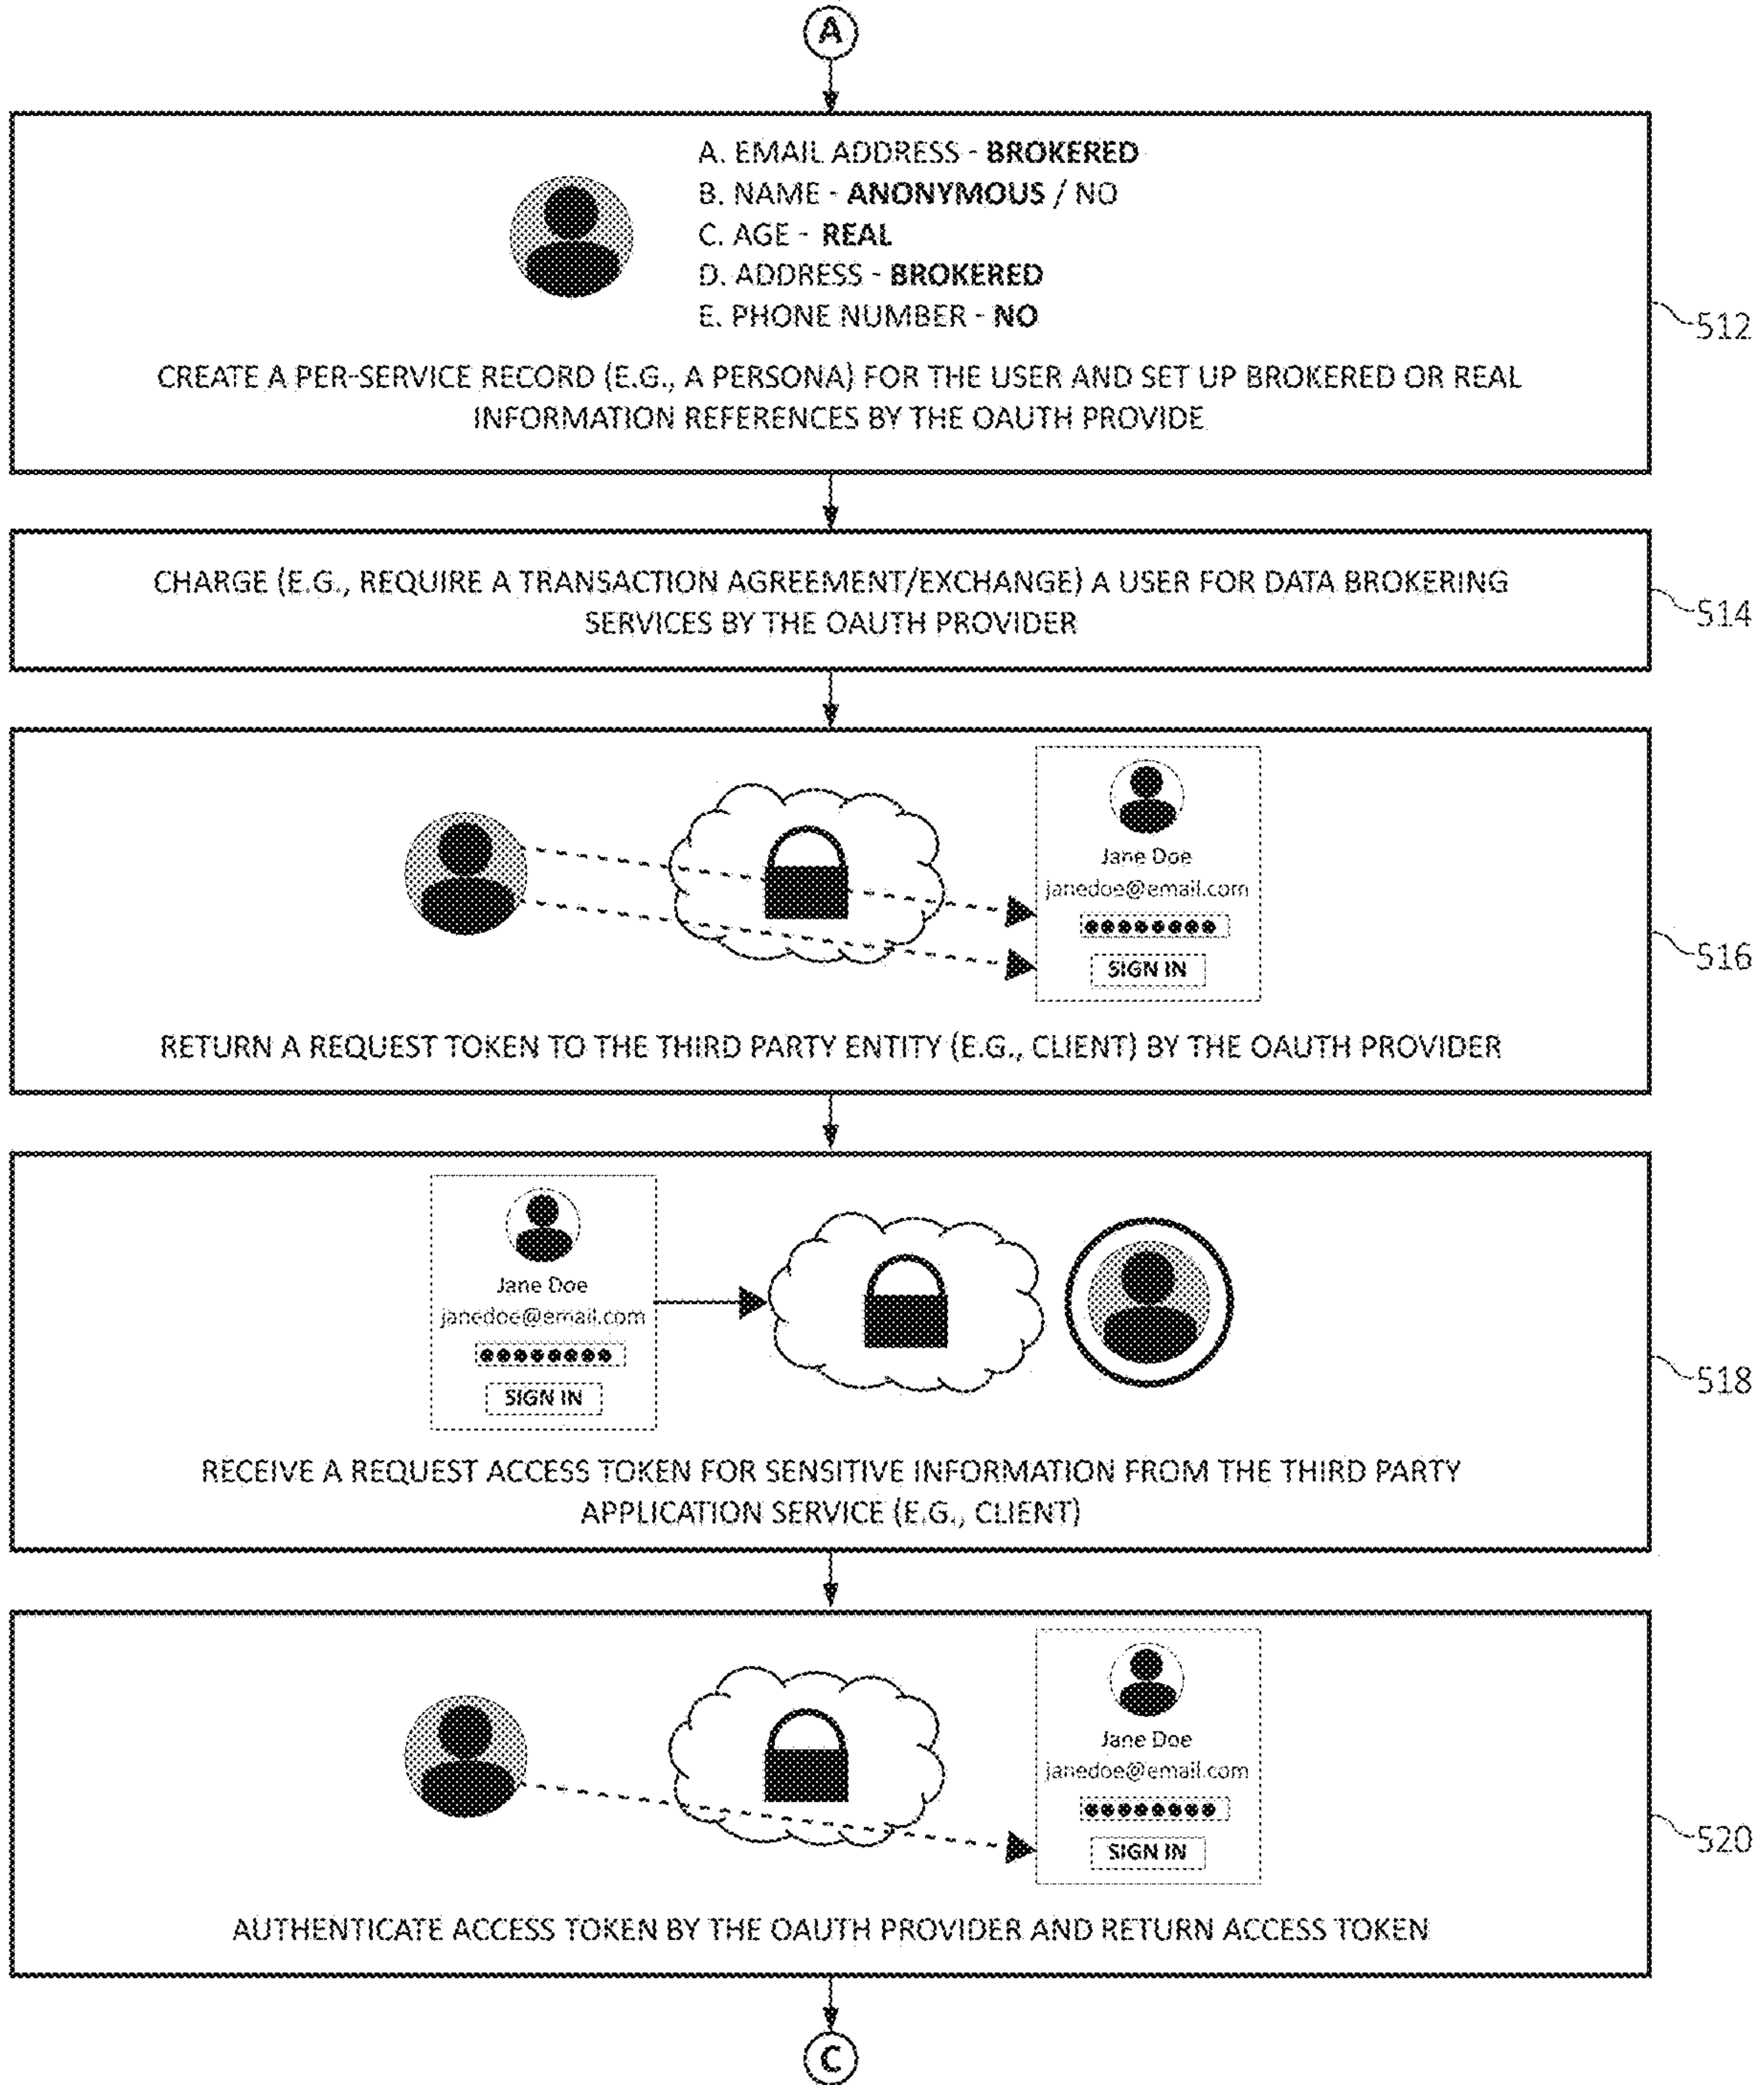 A
A. EMAIL ADDRESS - BROKERED
B. NAME - ANONYMOUS / NO
C. AGE - REAL
D. ADDRESS - BROKERED
E. PHONE NUMBER - NO
512
CREATE A PER-SERVICE RECORD (E.G., A PERSONA) FOR THE USER AND SET UP BROKERED OR REAL
INFORMATION REFERENCES BY THE OAUTH PROVIDE
CHARGE (E.G., REQUIRE A TRANSACTION AGREEMENT/EXCHANGE) A USER FOR DATA BROKERING
SERVICES BY THE OAUTH PROVIDER
514
Jane Doe
janedoe@email.com
SIGN IN
516
RETURN A REQUEST TOKEN TO THE THIRD PARTY ENTITY (E.G., CLIENT) BY THE OAUTH PROVIDER
Jane Doe
janedoe@email.com
SIGN IN
518
RECEIVE A REQUEST ACCESS TOKEN FOR SENSITIVE INFORMATION FROM THE THIRD PARTY
APPLICATION SERVICE (E.G., CLIENT)
Jane Doe
janedoe@email.com
SIGN IN
520
AUTHENTICATE ACCESS TOKEN BY THE OAUTH PROVIDER AND RETURN ACCESS TOKEN
C